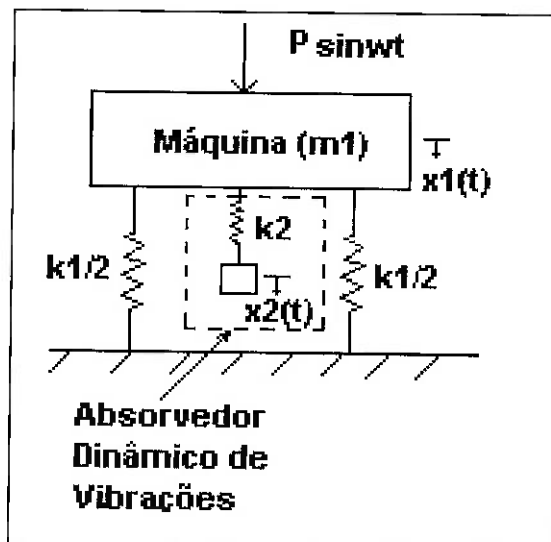 P sinwt
Máquina (m1)
x1(t)
k2
k1/2
k1/2
x2(t)
Absorvedor
Dinâmico de
Vibrações